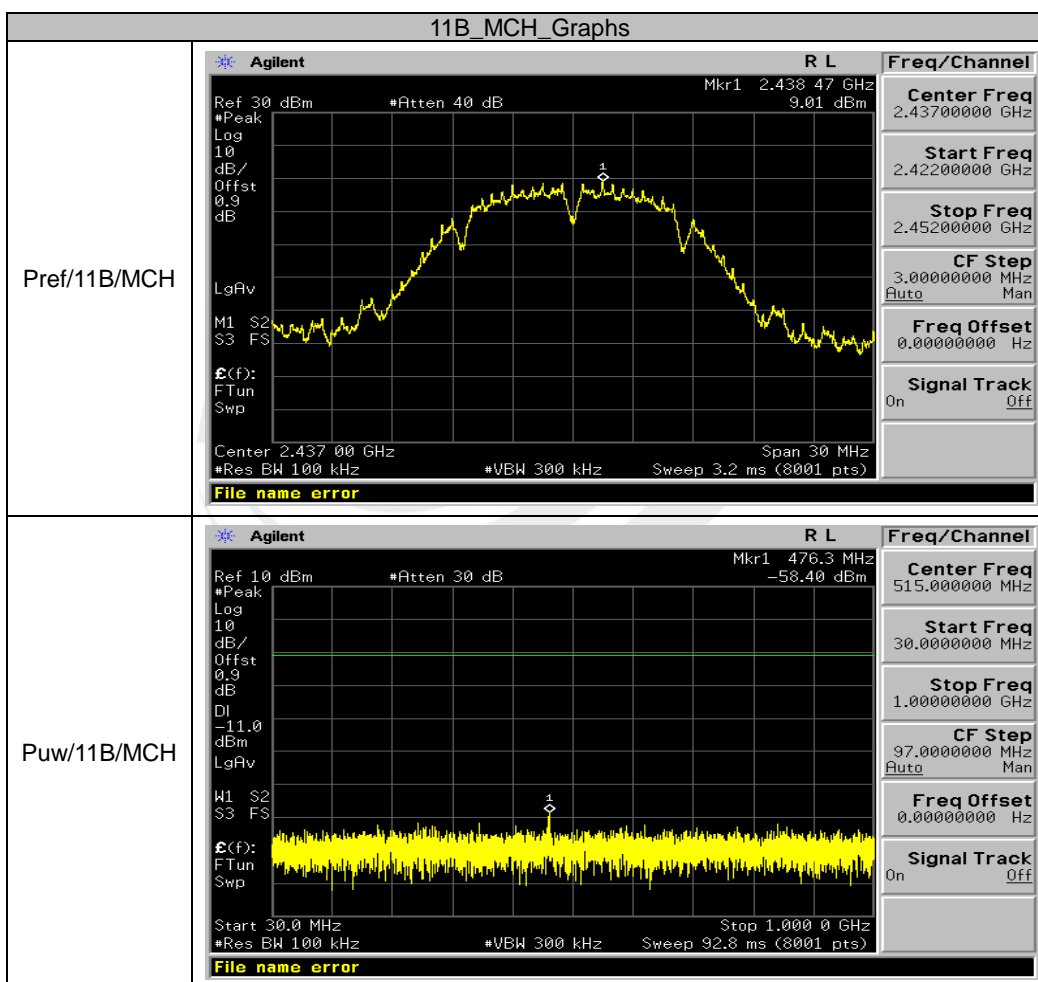 11B_MCH_Graphs
Pref/11B/MCH
Agilent R L Freq/Channel
Mkr1 2.438 47 GHz
Ref 30 dBm #Atten 40 dB 9.01 dBm
#Peak
Log
10
dB/
Offst
0.9
dB
LgAv
M1 S2
S3 FS
£(f):
FTun
Swp
1
Center 2.437 00 GHz Span 30 MHz
#Res BW 100 kHz #VBW 300 kHz Sweep 3.2 ms (8001 pts)
File name error
Center Freq
2.43700000 GHz
Start Freq
2.42200000 GHz
Stop Freq
2.45200000 GHz
CF Step
3.00000000 MHz
Auto Man
Freq Offset
0.00000000 Hz
Signal Track
On Off
Puw/11B/MCH
Agilent R L Freq/Channel
Mkr1 476.3 MHz
Ref 10 dBm #Atten 30 dB -58.40 dBm
#Peak
Log
10
dB/
Offst
0.9
dB
DI
-11.0
dBm
LgAv
W1 S2
S3 FS
£(f):
FTun
Swp
1
Start 30.0 MHz Stop 1.000 0 GHz
#Res BW 100 kHz #VBW 300 kHz Sweep 92.8 ms (8001 pts)
File name error
Center Freq
515.000000 MHz
Start Freq
30.0000000 MHz
Stop Freq
1.00000000 GHz
CF Step
97.0000000 MHz
Auto Man
Freq Offset
0.00000000 Hz
Signal Track
On Off